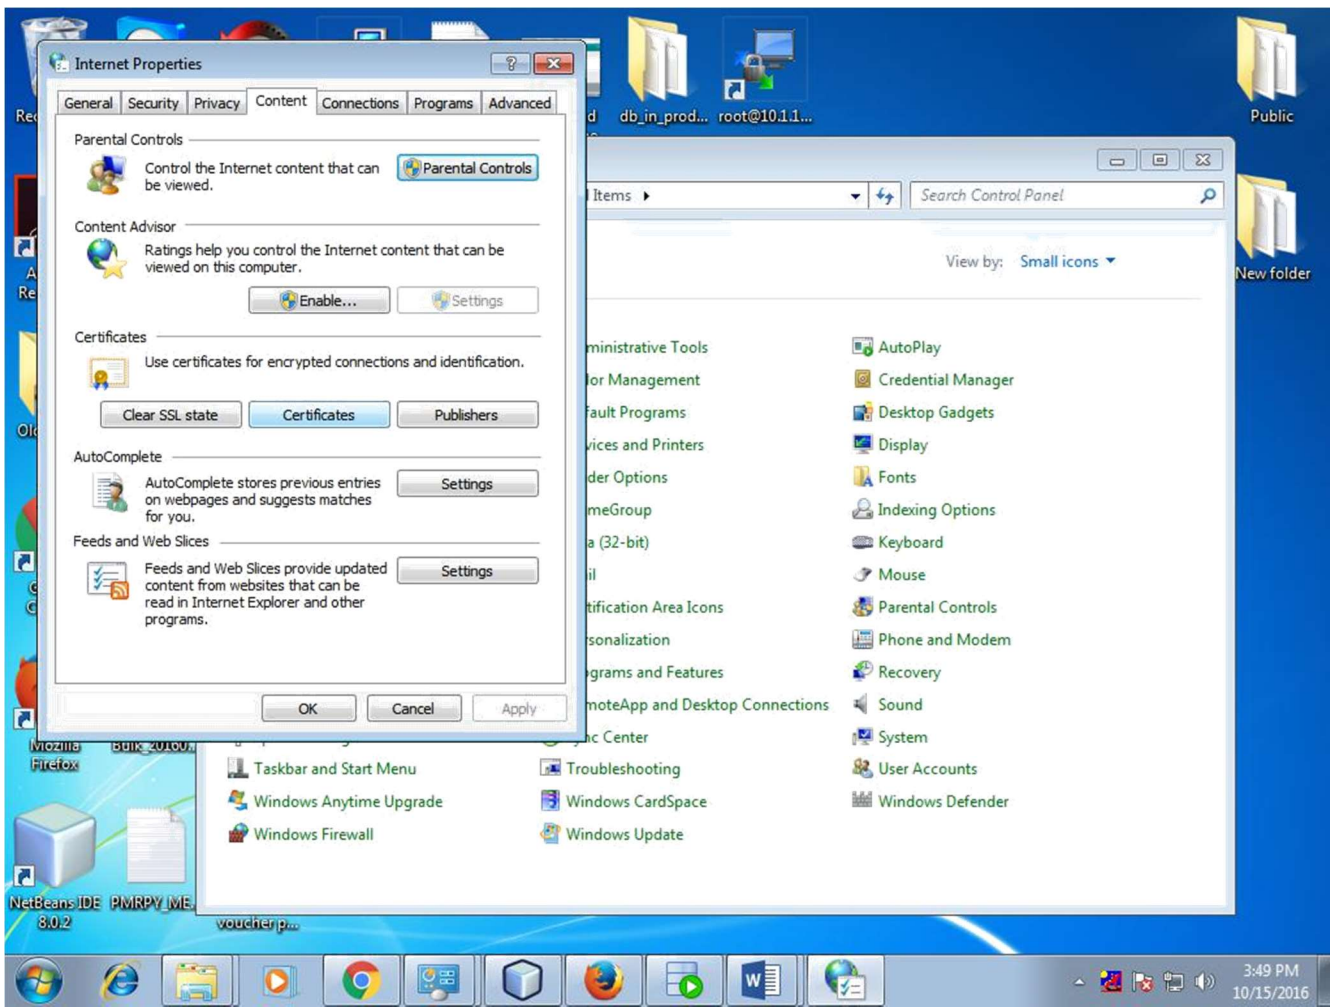 Internet Properties
General Security Privacy Content Connections Programs Advanced
Parental Controls
Control the Internet content that can
be viewed.
Parental Controls
Content Advisor
Ratings help you control the Internet content that can be
viewed on this computer.
Enable...
Settings
Certificates
Use certificates for encrypted connections and identification.
Clear SSL state
Certificates
Publishers
AutoComplete
AutoComplete stores previous entries
on webpages and suggests matches
for you.
Settings
Feeds and Web Slices
Feeds and Web Slices provide updated
content from websites that can be
read in Internet Explorer and other
programs.
Settings
OK
Cancel
Apply
db_in_prod...
root@10.1.1...
Public
New folder
Items
Search Control Panel
View by: Small icons
ministrative Tools
AutoPlay
lor Management
Credential Manager
fault Programs
Desktop Gadgets
vices and Printers
Display
der Options
Fonts
meGroup
Indexing Options
a (32-bit)
Keyboard
il
Mouse
tification Area Icons
Parental Controls
rsonalization
Phone and Modem
grams and Features
Recovery
moteApp and Desktop Connections
Sound
nc Center
System
Taskbar and Start Menu
Troubleshooting
User Accounts
Windows Anytime Upgrade
Windows CardSpace
Windows Defender
Windows Firewall
Windows Update
Mozilla
Firefox
NetBeans IDE
8.0.2
PMRPY_ME.
voucher p...
W
3:49 PM
10/15/2016